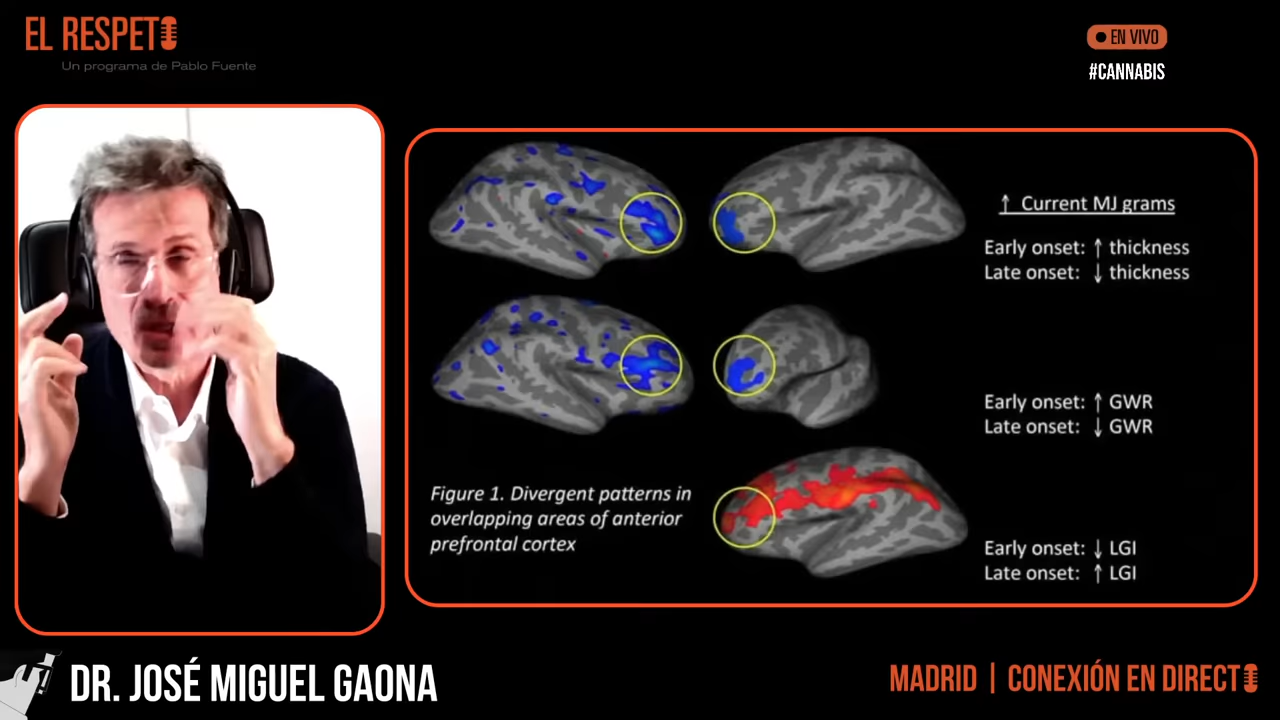 EL RESPETO
Un programa de Pablo Fuente
EN VIVO
#CANNABIS
↑ Current MJ grams
Early onset: ↑ thickness
Late onset: ↓ thickness
Early onset: ↑ GWR
Late onset: ↓ GWR
Figure 1. Divergent patterns in
overlapping areas of anterior
prefrontal cortex
Early onset: ↓ LGI
Late onset: ↑ LGI
DR. JOSÉ MIGUEL GAONA
MADRID | CONEXIÓN EN DIRECTO